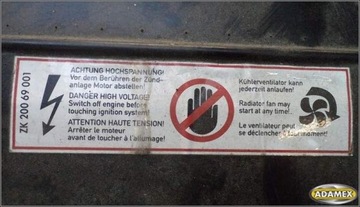 ZK 200 69 001
ACHTUNG HOCHSPANNUNG!
Vor dem Berühren der Zünd-
anlage Motor abstellen!
DANGER HIGH VOLTAGE!
Switch off engine before
touching ignition system!
ATTENTION HAUTE TENSION!
Arrêter le moteur
avant de toucher à l'allumage!
Kühlerventilator kann
jederzeit anlaufen!
Radiator fan may
start at any time!
Le ventilateur peut
se déclencher à tout moment!
ADAMEX